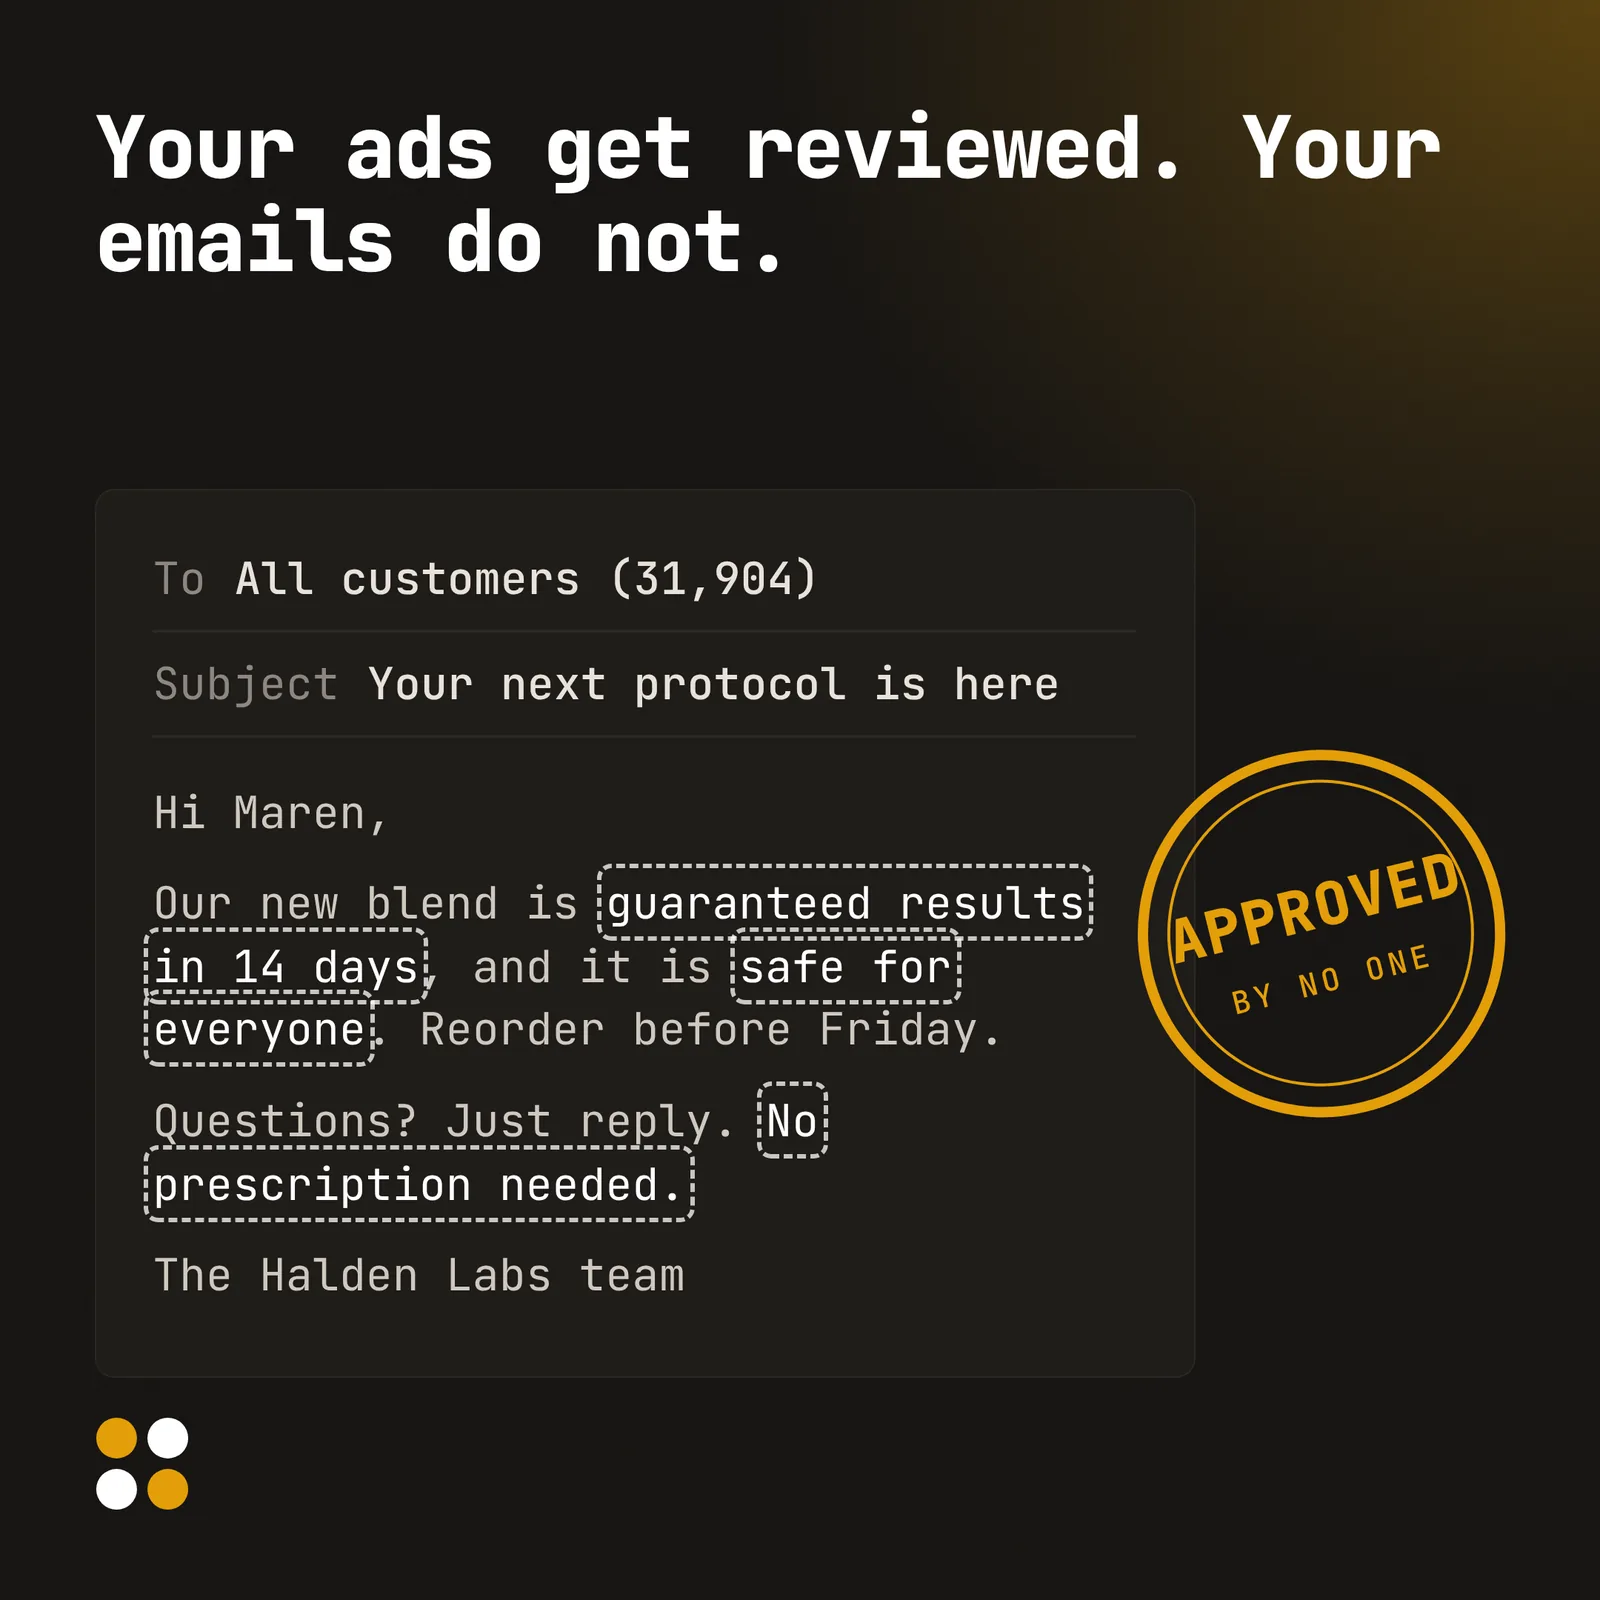 Your ads get reviewed. Your
emails do not.
To All customers (31,904)
Subject Your next protocol is here
Hi Maren,
Our new blend is guaranteed results
in 14 days, and it is safe for
everyone. Reorder before Friday.
Questions? Just reply. No
prescription needed.
The Halden Labs team
APPROVED
BY NO ONE